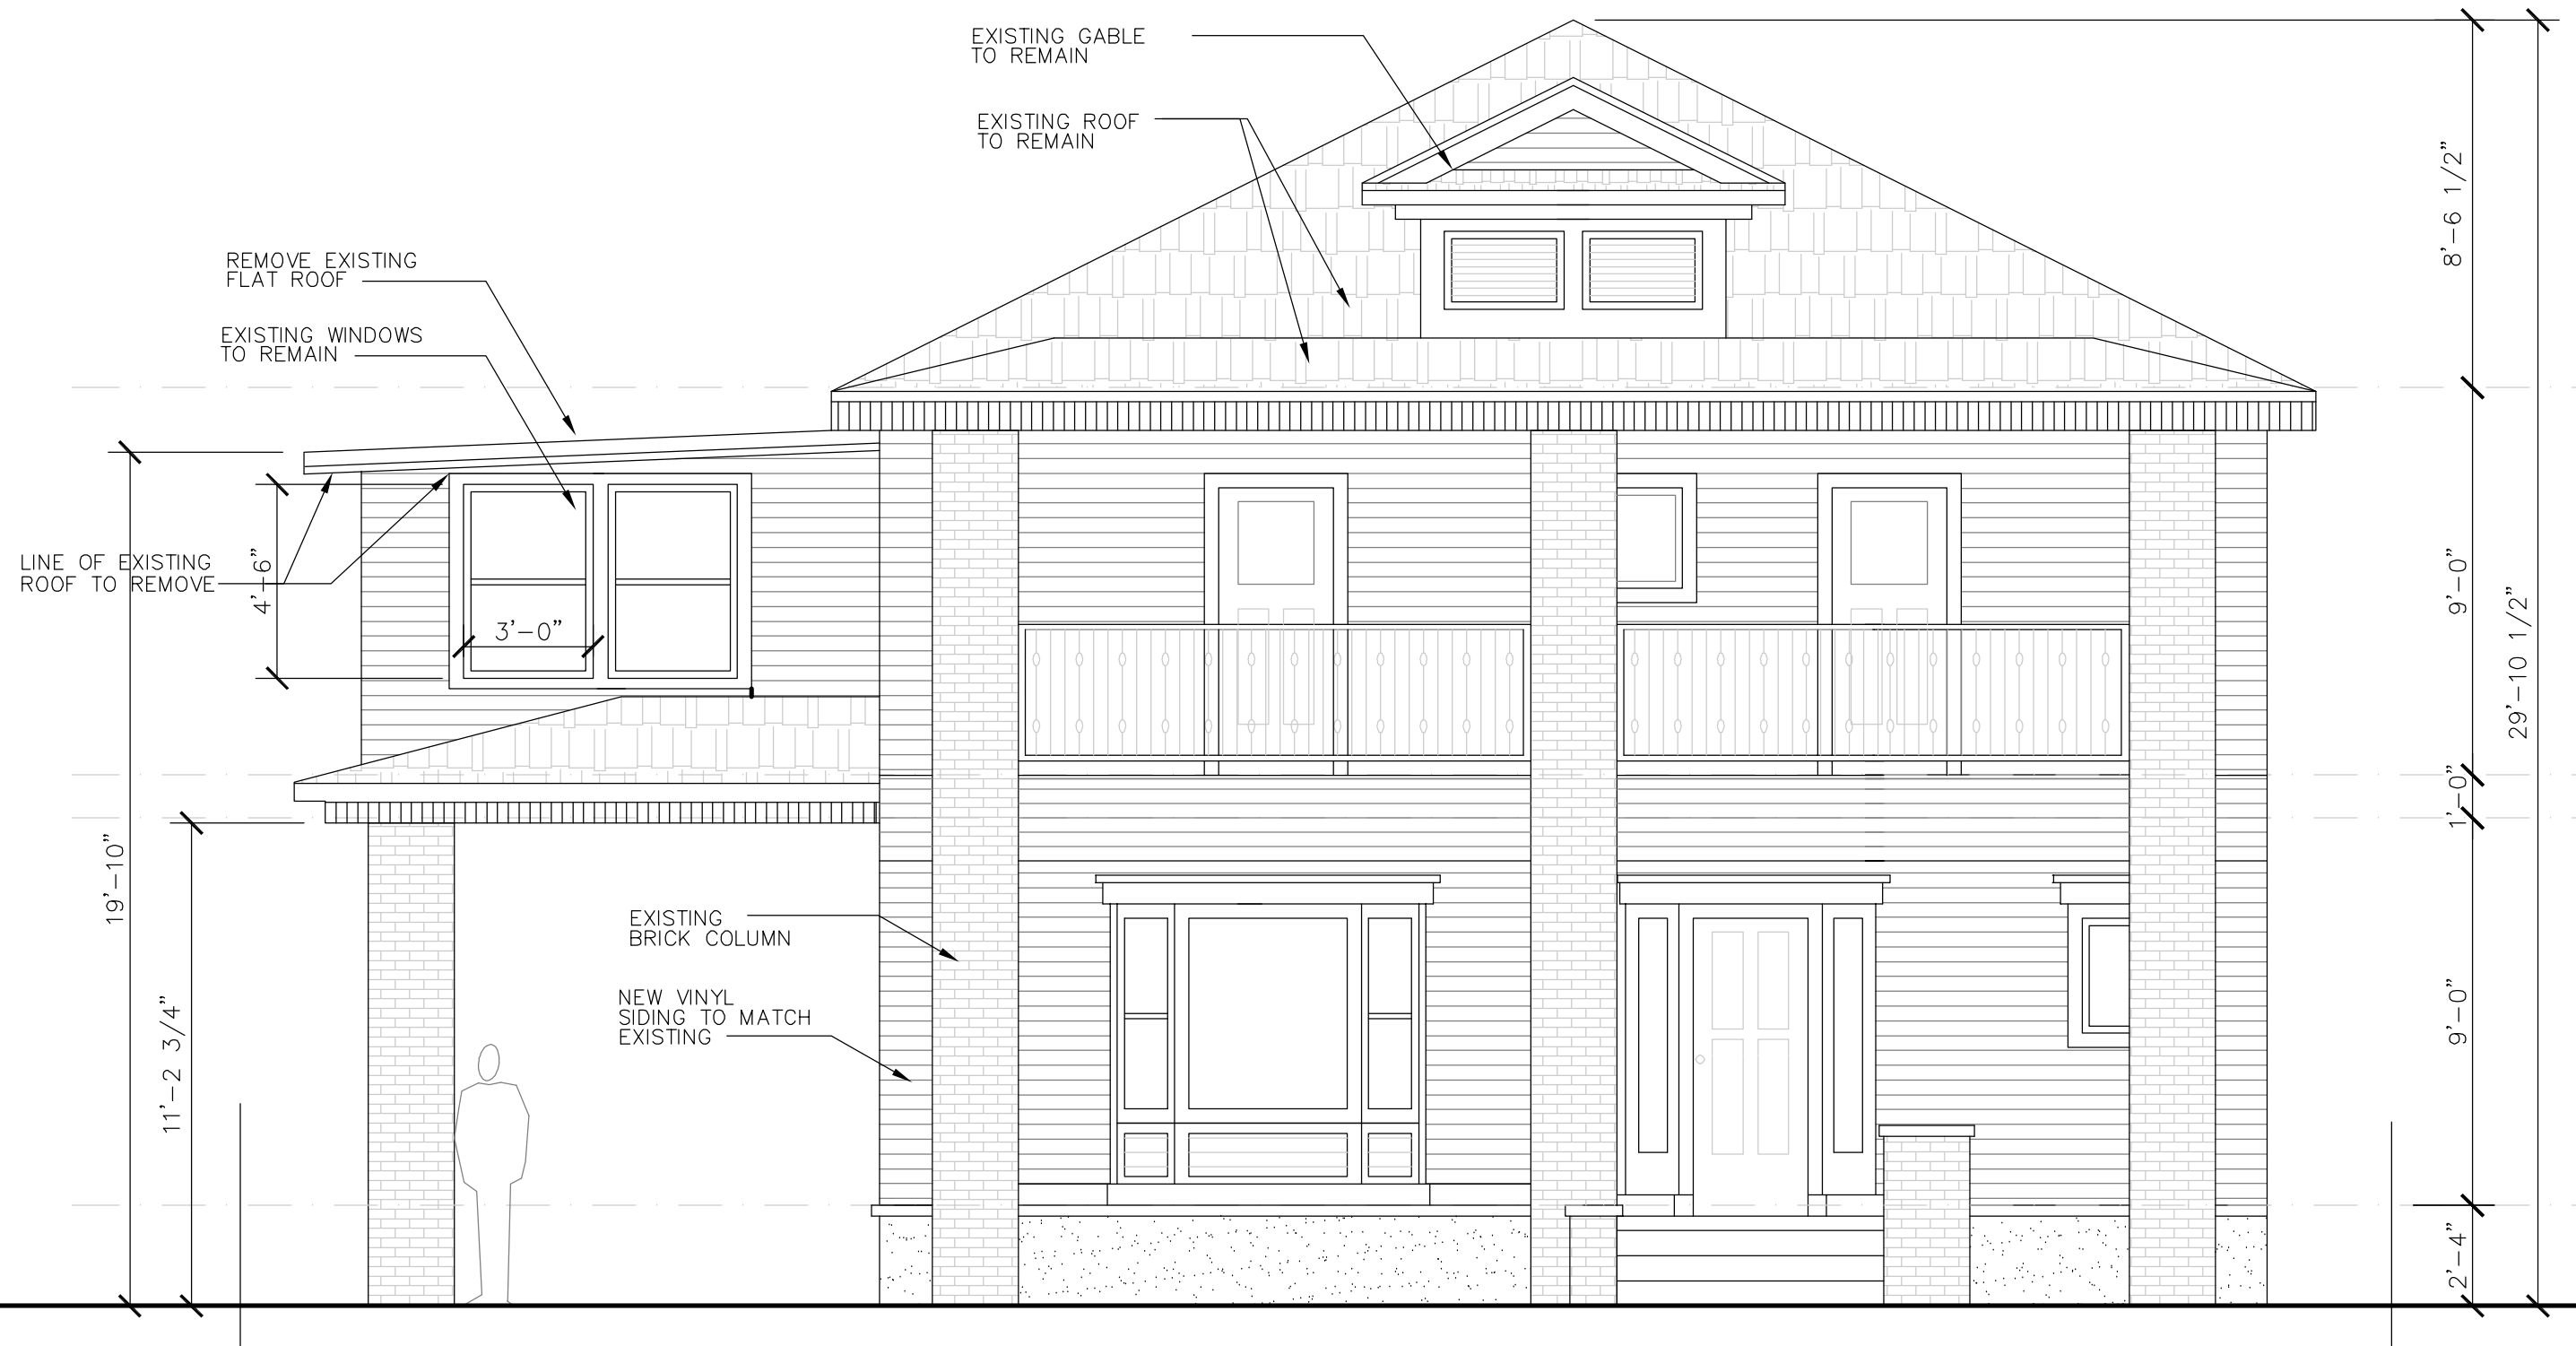 EXISTING GABLE
TO REMAIN
EXISTING ROOF
TO REMAIN
REMOVE EXISTING
FLAT ROOF
EXISTING WINDOWS
TO REMAIN
LINE OF EXISTING
ROOF TO REMOVE
4'-6"
3'-0"
19'-10"
11'-2 3/4"
EXISTING
BRICK COLUMN
NEW VINYL
SIDING TO MATCH
EXISTING
8'-6 1/2"
9'-0"
29'-10 1/2"
1'-0"
9'-0"
2'-4"